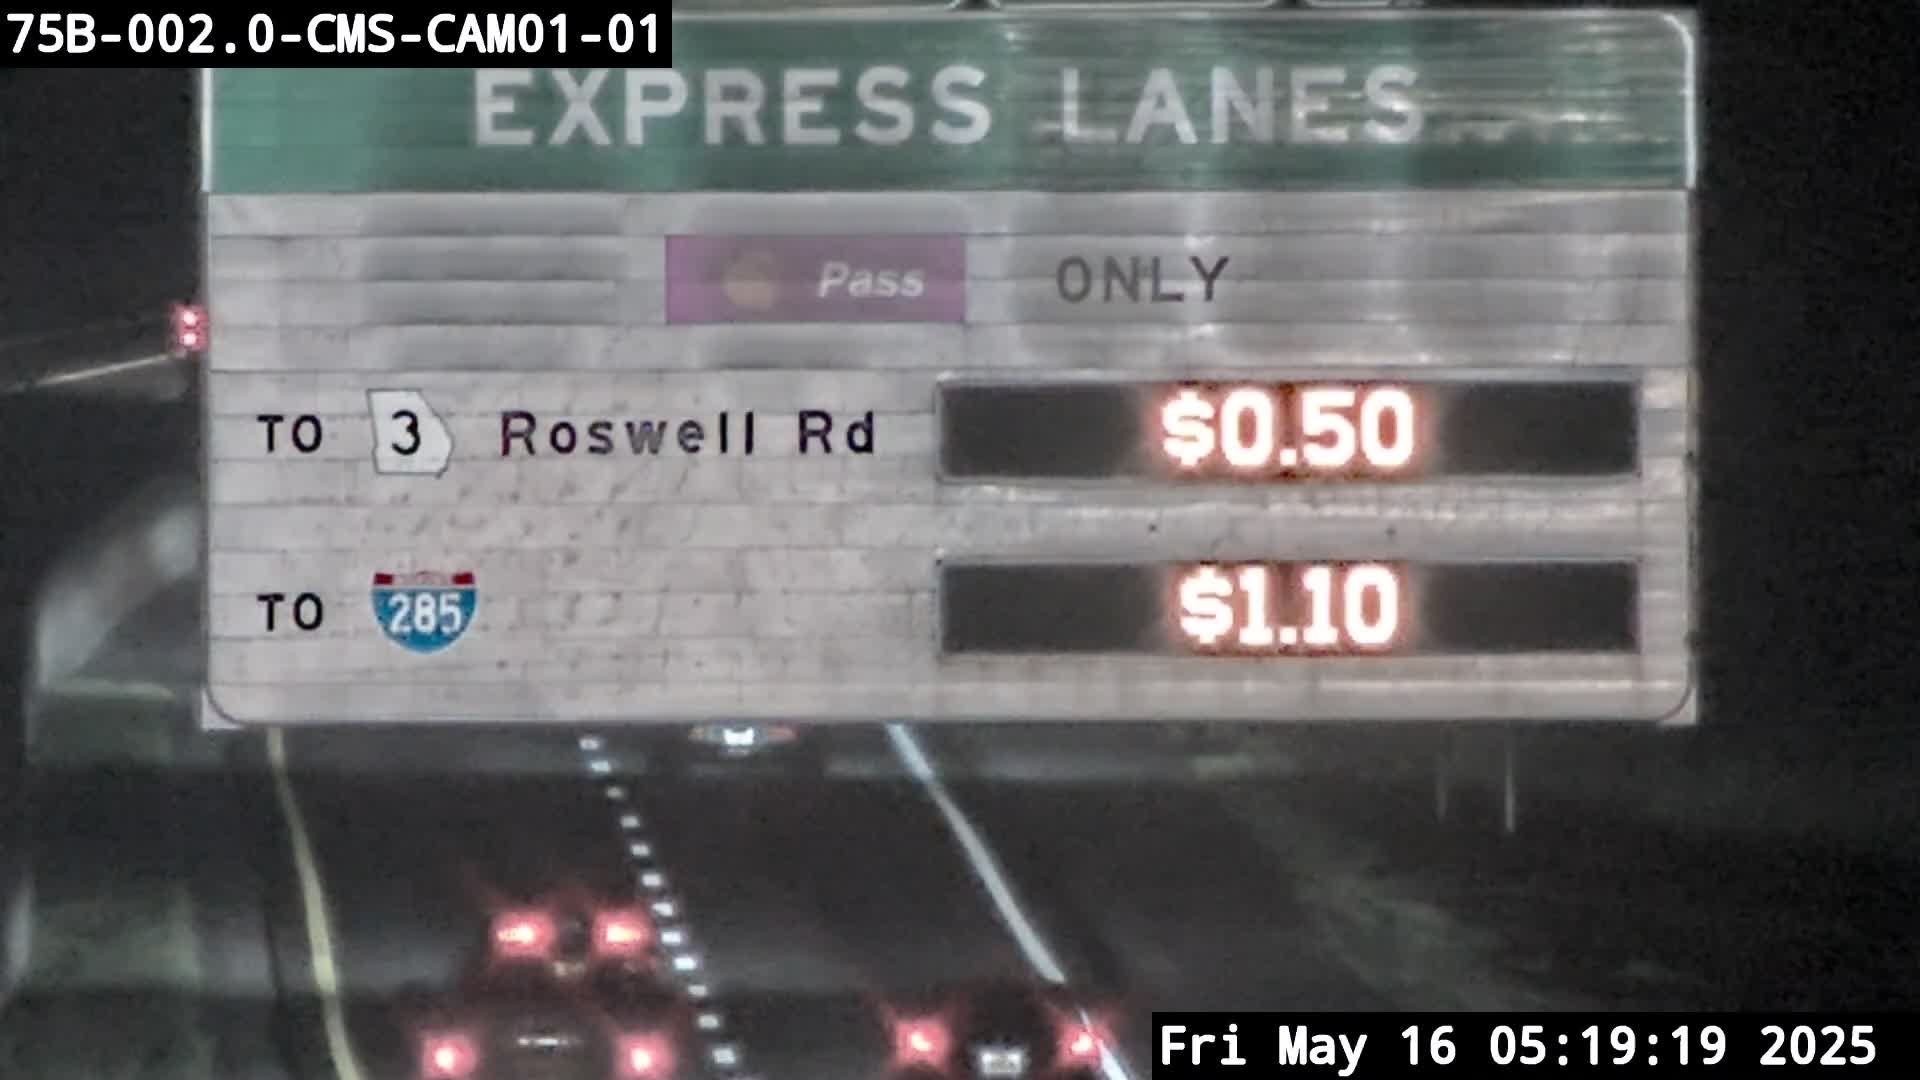 75B-002.0-CMS-CAM01-01
EXPRESS LANES
Pass ONLY
TO 3 Roswell Rd $0.50
TO 285 $1.10
Fri May 16 05:19:19 2025